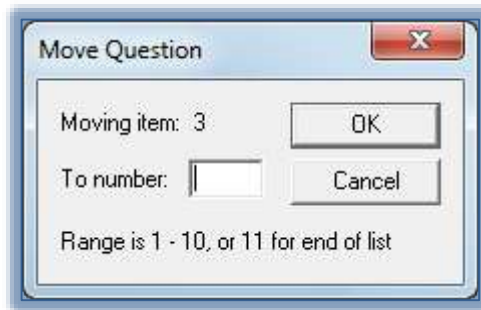 Move Question
Moving item: 3
OK
To number:
Cancel
Range is 1 - 10, or 11 for end of list